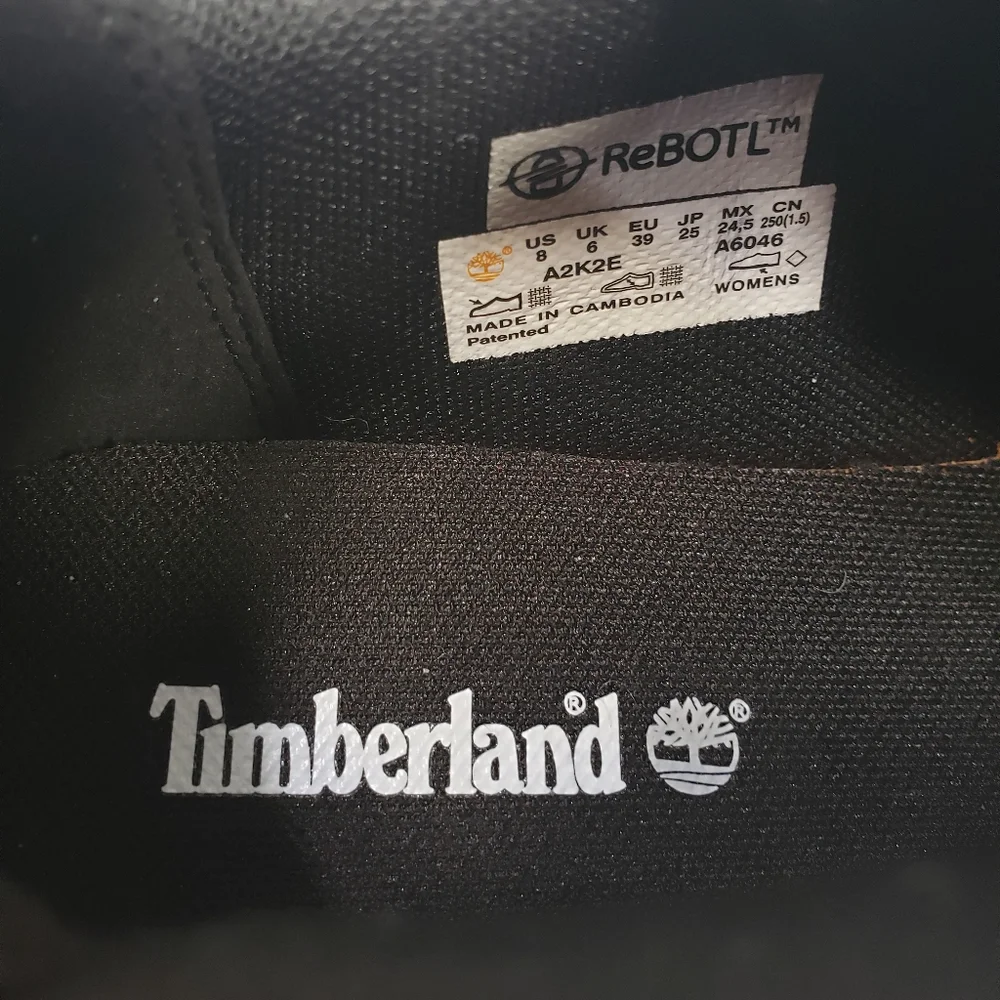 ReBOTL™
US UK EU JP MX CN
8 6 39 25 24,5 250(1.5)
A2K2E A6046
WOMENS
MADE IN CAMBODIA
Patented
Timberland®
®